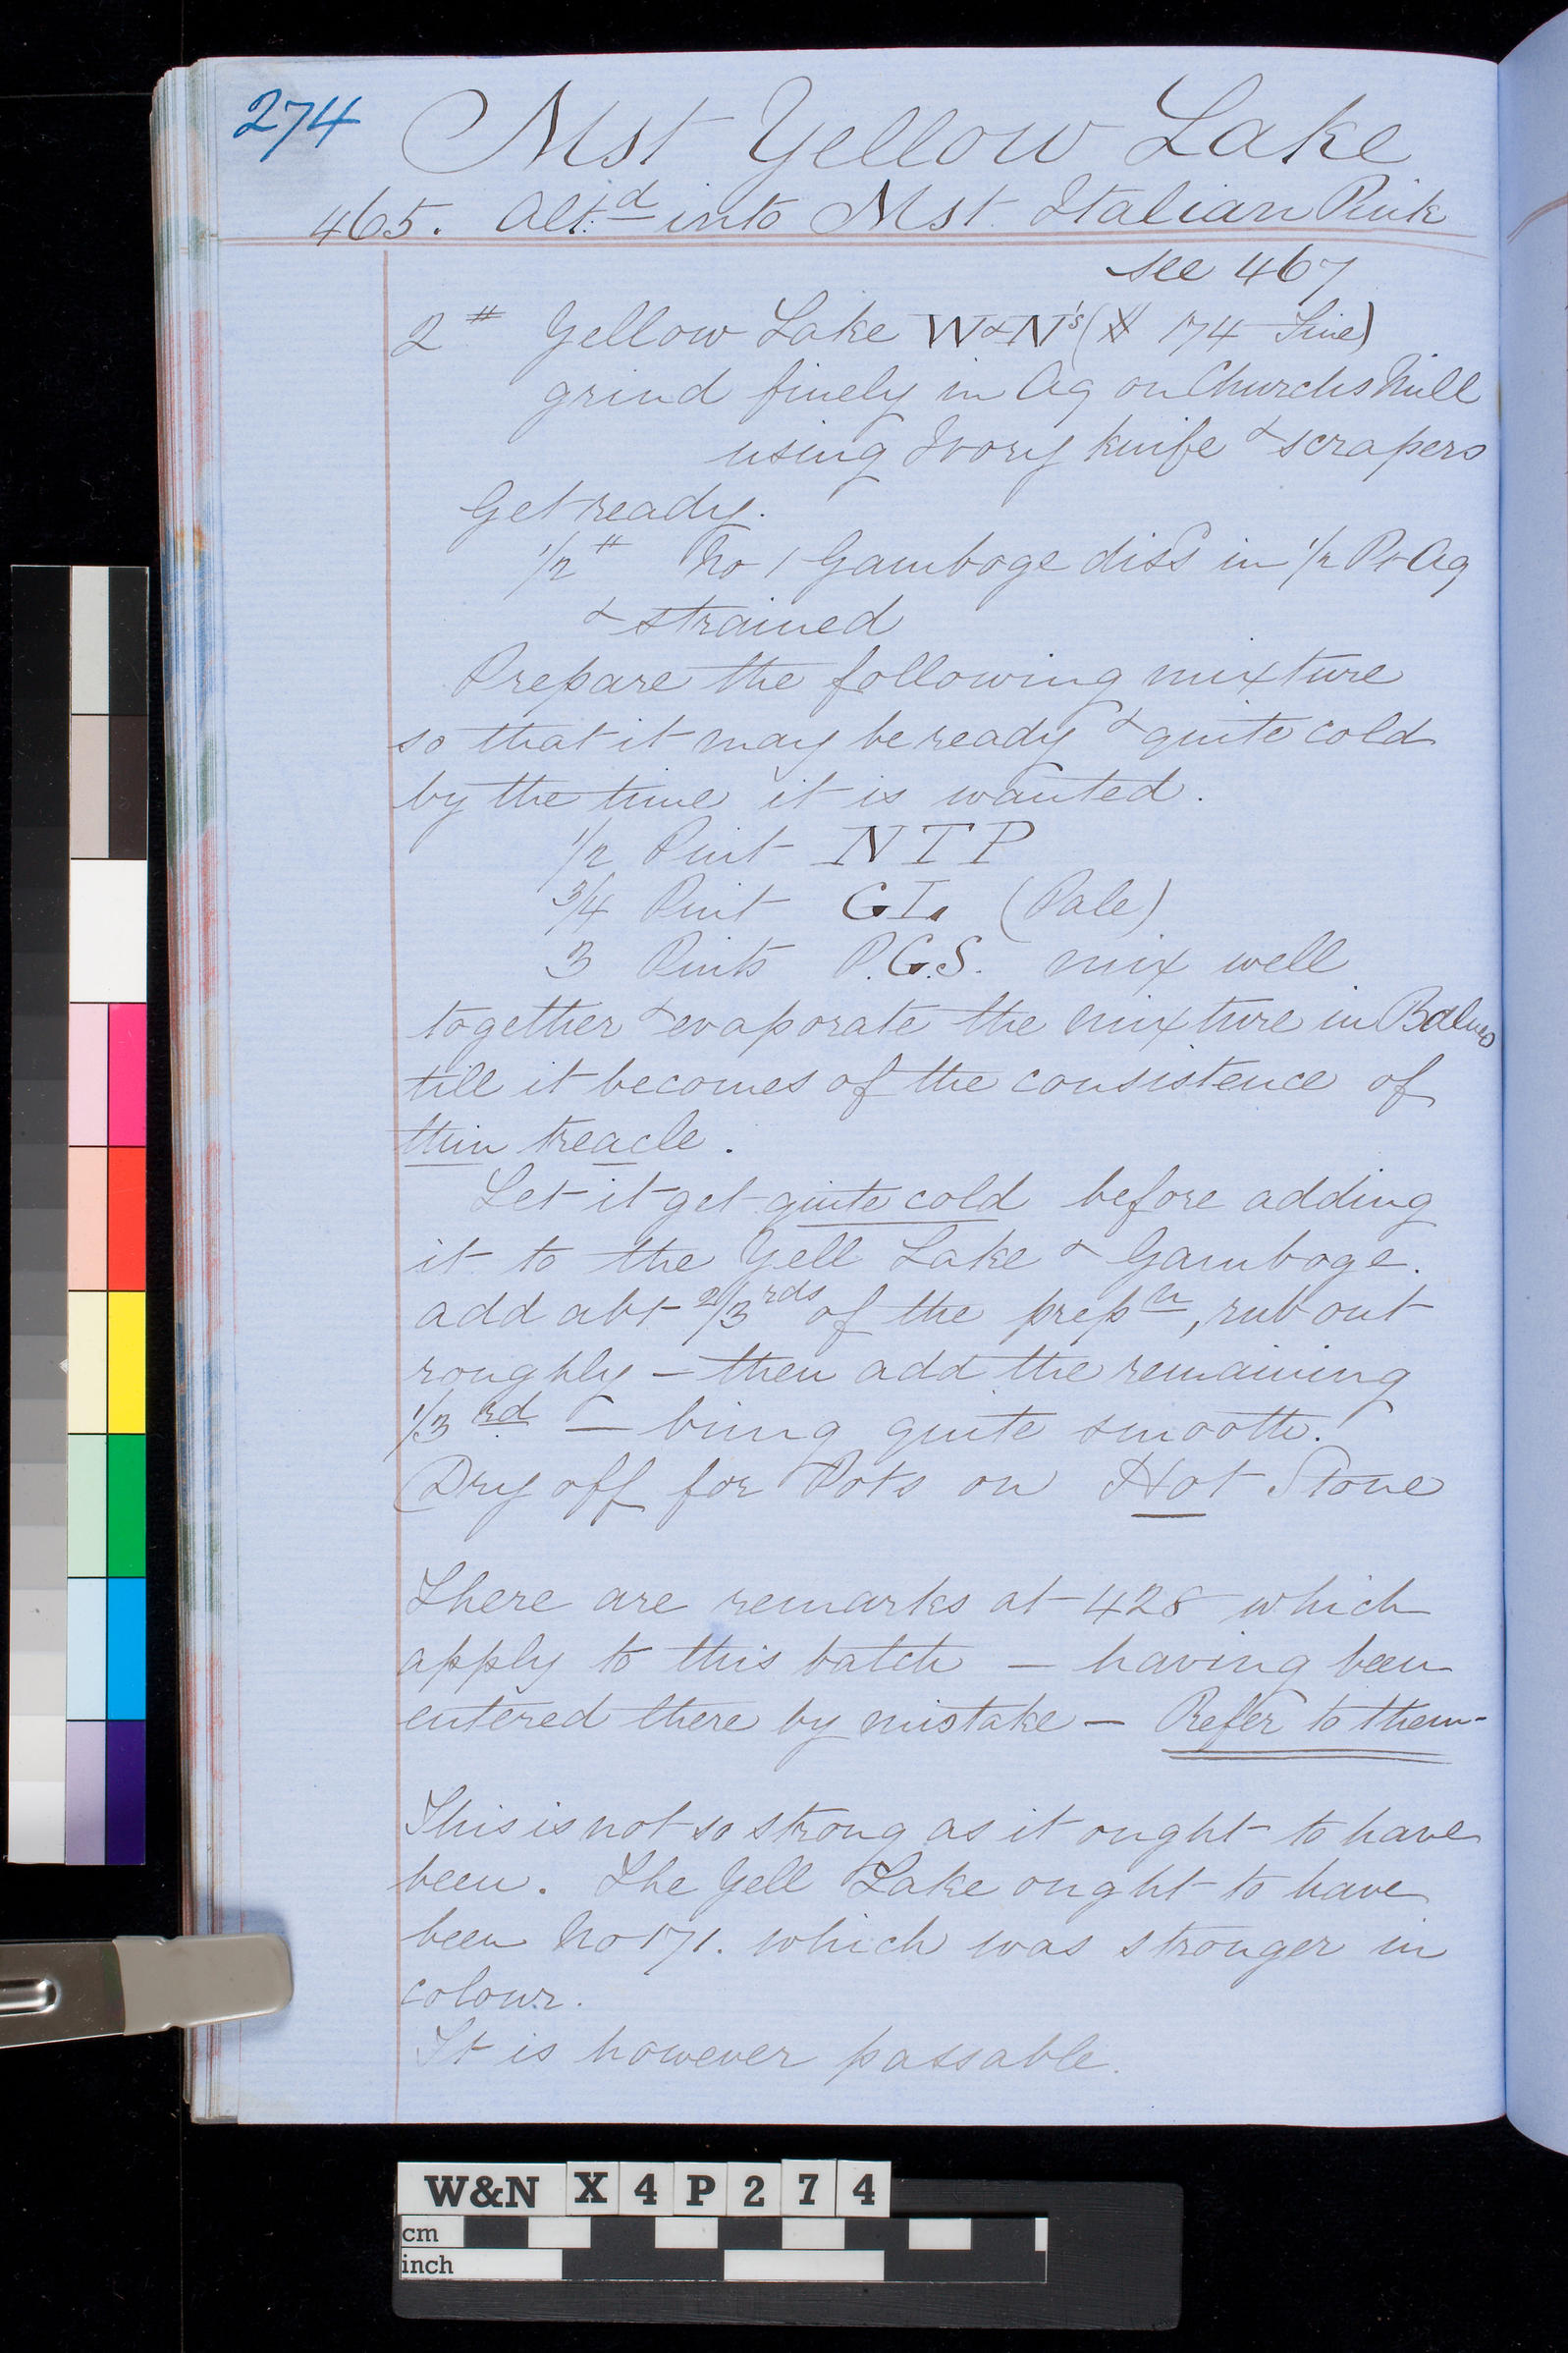 274
Mst Yellow Lake
465. Alt.d into Mst Italian Pink
see 467
2 # Yellow Lake W&N's ( 174 Line)
grind finely in Aq on Churchs Mill
using Ivory knife & scrapers
Get ready.
1/2 # No 1 Gamboge diss in 1/2 Pt Aq
& strained
Prepare the following mixture
so that it may be ready & quite cold
by the time it is wanted.
1/2 Pint NTP
3/4 Pint GL. (Pale)
3 Pints P.G.S. mix well
together & evaporate the mixture in Balneo
till it becomes of the consistence of
thin treacle.
Let it get quite cold before adding
it to the Yell Lake & Gamboge.
add abt 2/3rds of the prepn, rub out
roughly – then add the remaining
1/3rd – being quite smooth.
Dry off for Pots on Hot Stone
There are remarks at 428 which
apply to this batch – having been
entered there by mistake – Refer to them-
This is not so strong as it ought to have
been. The Yell Lake ought to have
been No 171. which was stronger in
colour.
It is however passable.
W&N X 4 P 2 7 4
cm
inch